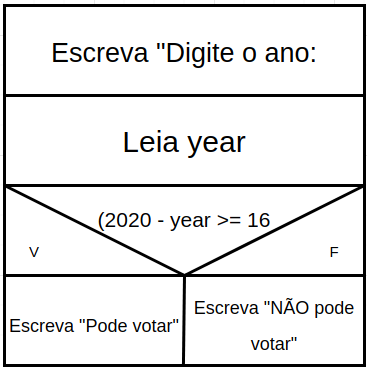 Escreva "Digite o ano:
Leia year
(2020 - year >= 16
V
F
Escreva "Pode votar"
Escreva "NÃO pode
votar"